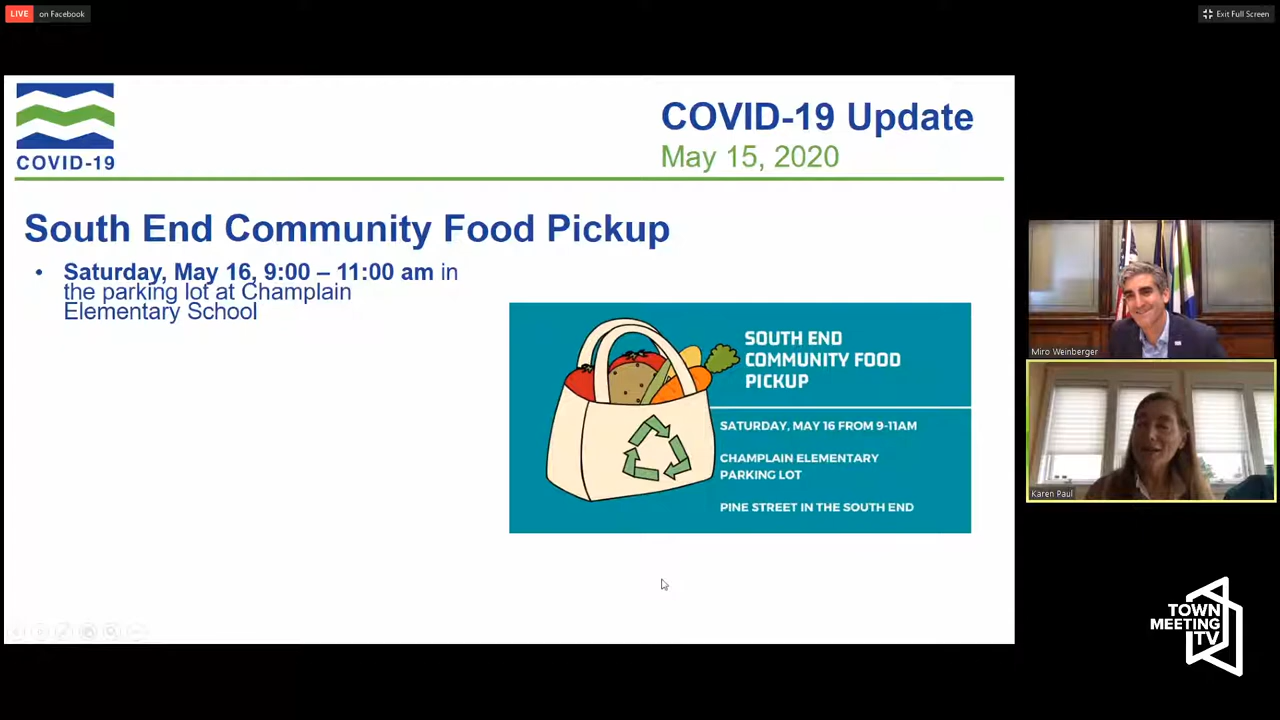 LIVE on Facebook
Exit Full Screen
COVID-19
COVID-19 Update
May 15, 2020
South End Community Food Pickup
• Saturday, May 16, 9:00 – 11:00 am in
the parking lot at Champlain
Elementary School
SOUTH END
COMMUNITY FOOD
PICKUP
SATURDAY, MAY 16 FROM 9-11AM
CHAMPLAIN ELEMENTARY
PARKING LOT
PINE STREET IN THE SOUTH END
Miro Weinberger
Karen Paul
TOWN
MEETING
TV